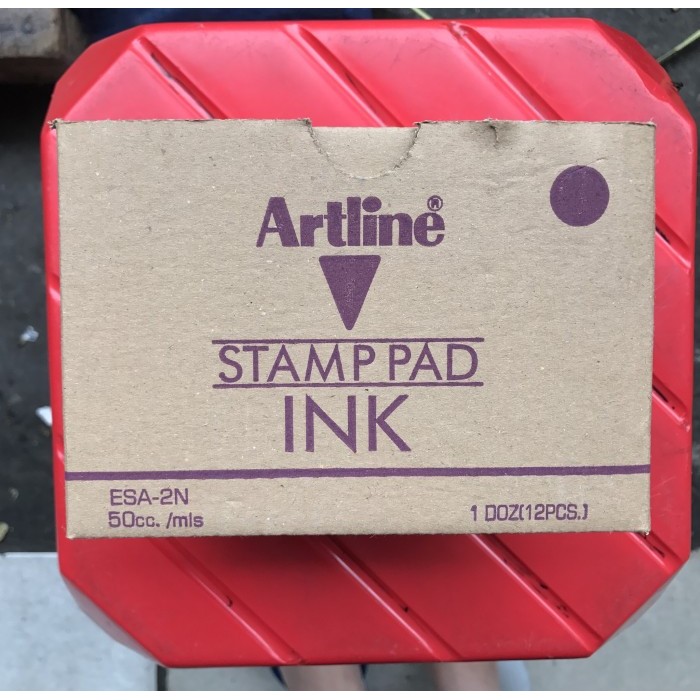 Artline®
STAMP PAD
INK
ESA-2N
50cc. /mls
1 DOZ(12PCS.)